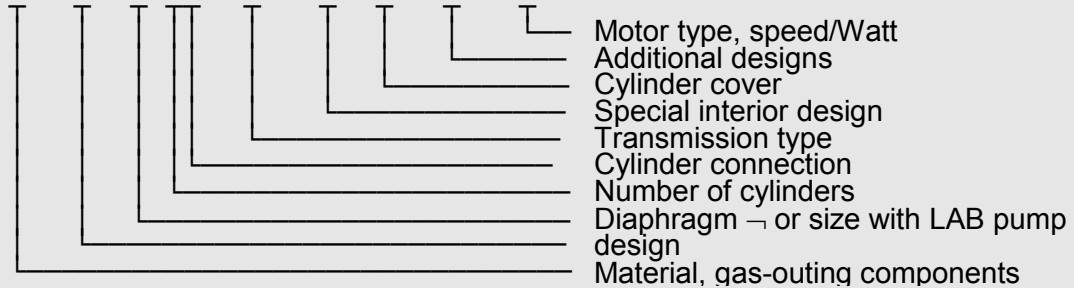 Motor type, speed/Watt
Additional designs
Cylinder cover
Special interior design
Transmission type
Cylinder connection
Number of cylinders
Diaphragm ¬ or size with LAB pump
design
Material, gas-outing components